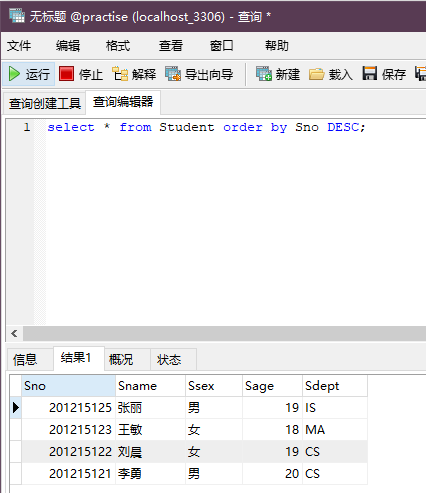 无标题 @practise (localhost_3306) - 查询 *
文件 编辑 格式 查看 窗口 帮助
运行 停止 解释 导出向导 新建 载入 保存
查询创建工具 查询编辑器
1 select * from Student order by Sno DESC;
信息 结果1 概况 状态
Sno Sname Ssex Sage Sdept
201215125 张丽 男 19 IS
201215123 王敏 女 18 MA
201215122 刘晨 女 19 CS
201215121 李勇 男 20 CS